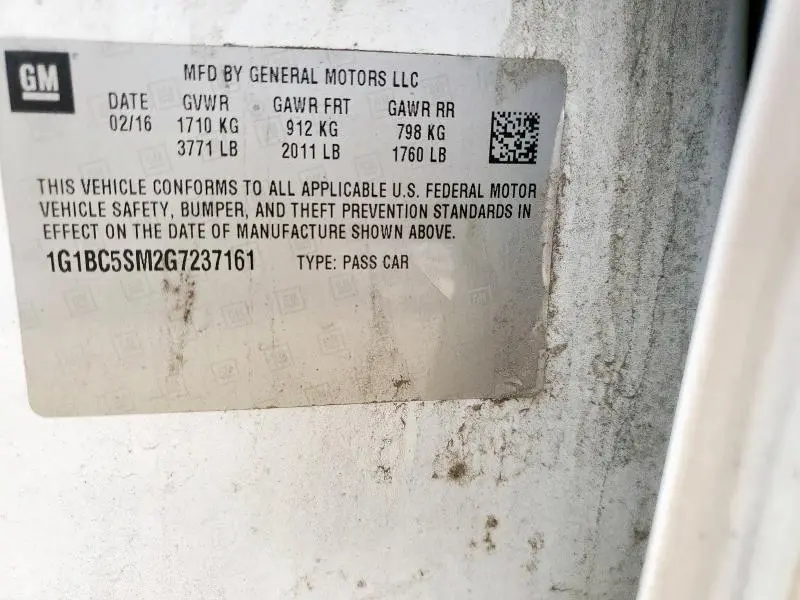 GM
MFD BY GENERAL MOTORS LLC
DATE GVWR GAWR FRT GAWR RR
02/16 1710 KG 912 KG 798 KG
3771 LB 2011 LB 1760 LB
THIS VEHICLE CONFORMS TO ALL APPLICABLE U.S. FEDERAL MOTOR
VEHICLE SAFETY, BUMPER, AND THEFT PREVENTION STANDARDS IN
EFFECT ON THE DATE OF MANUFACTURE SHOWN ABOVE.
1G1BC5SM2G7237161 TYPE: PASS CAR